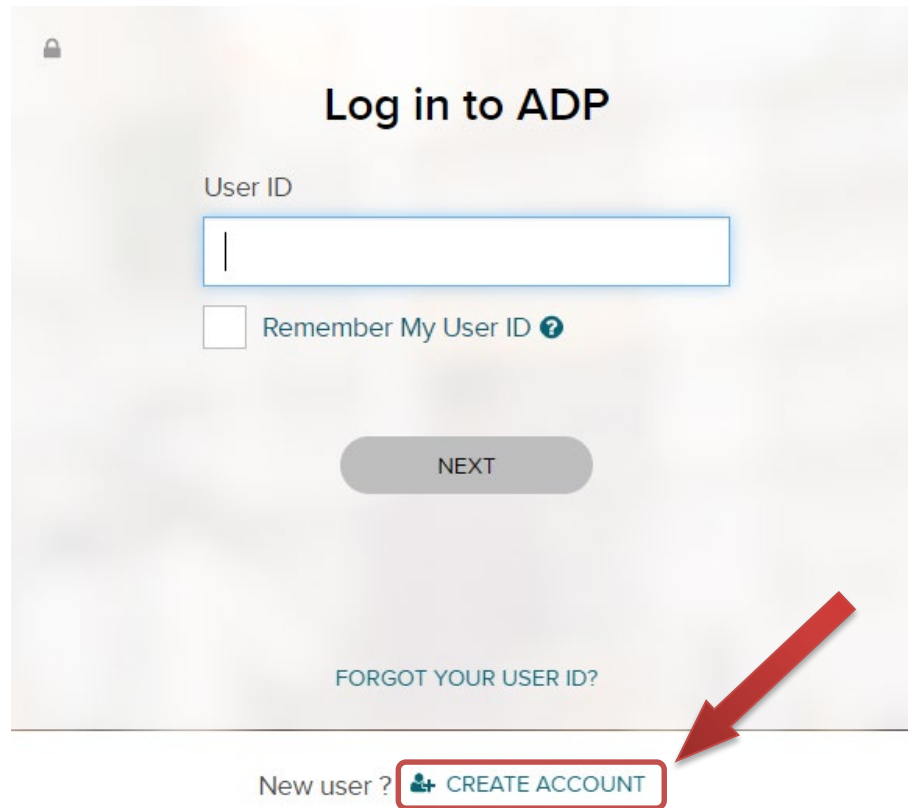 Log in to ADP
User ID
Remember My User ID
NEXT
FORGOT YOUR USER ID?
New user ? CREATE ACCOUNT